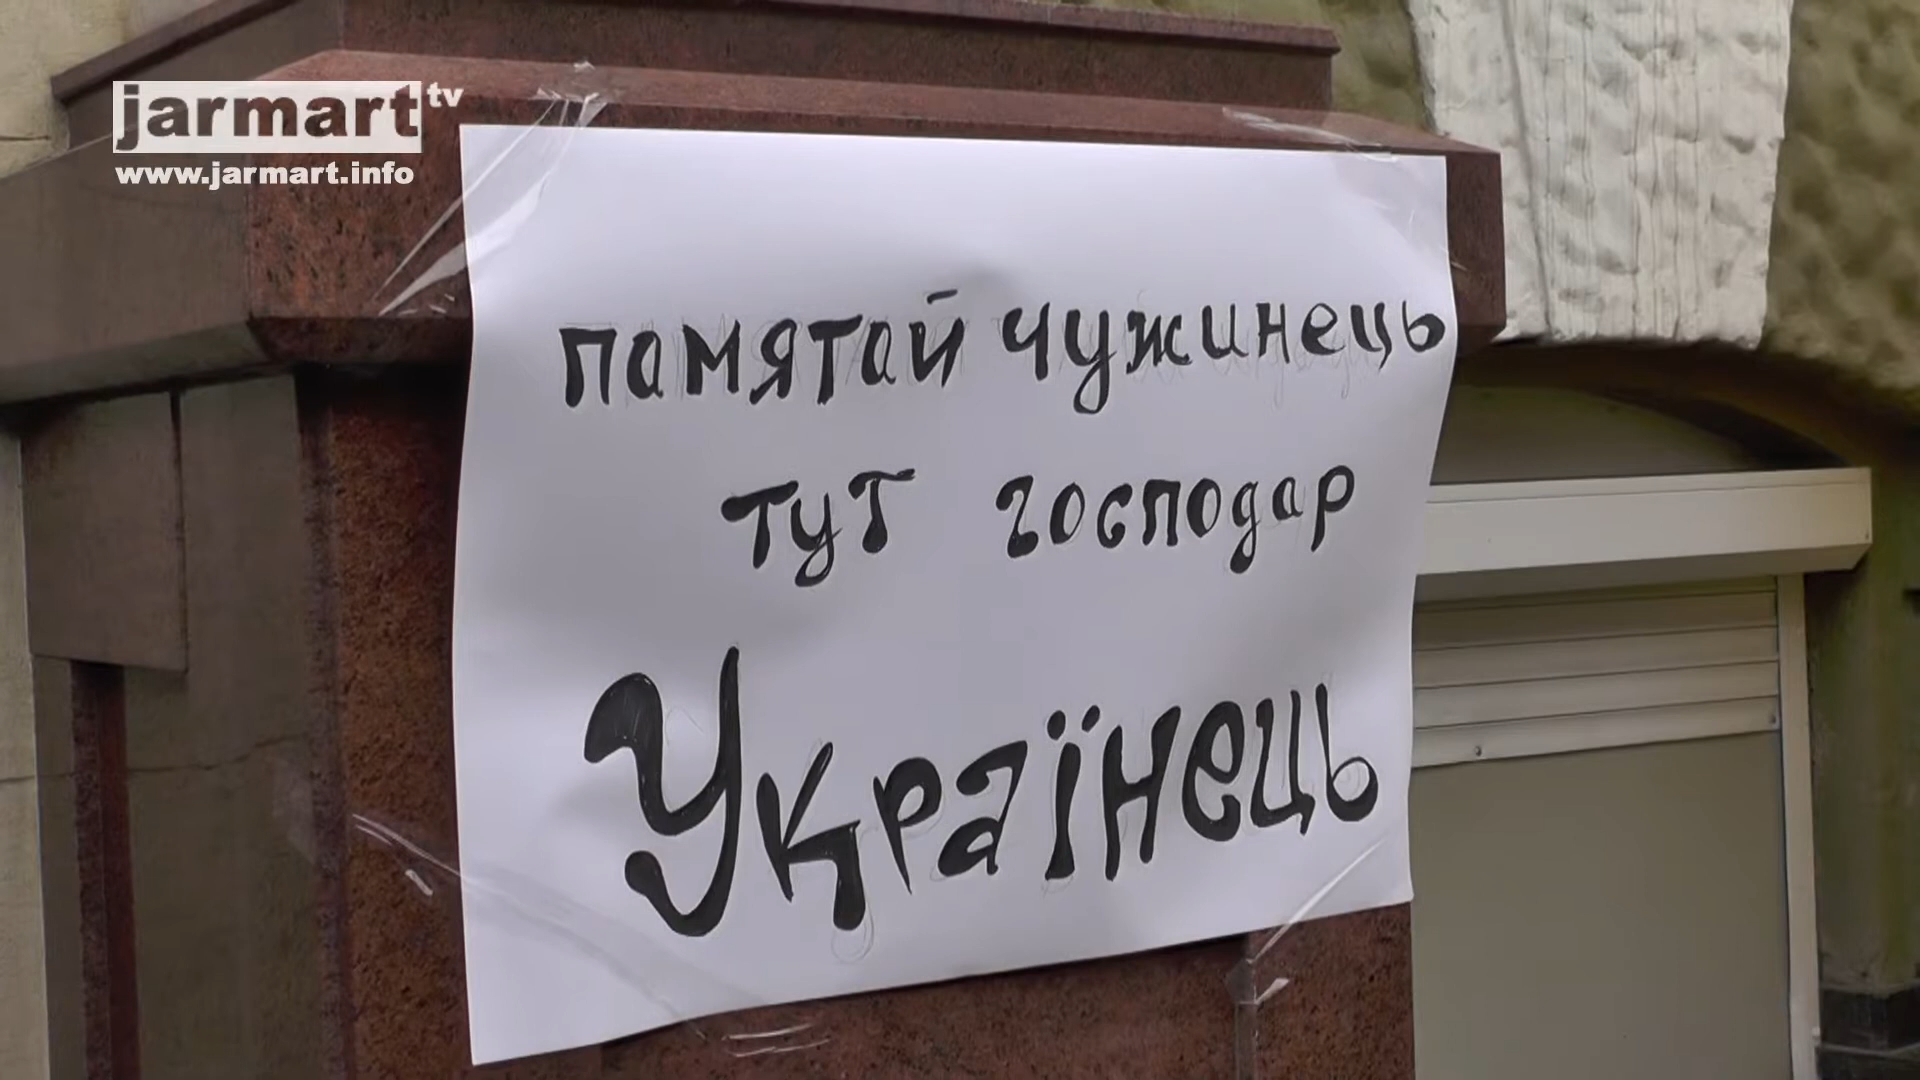 jarmart tv
www.jarmart.info
памятай чужинець
тут господар
Українець